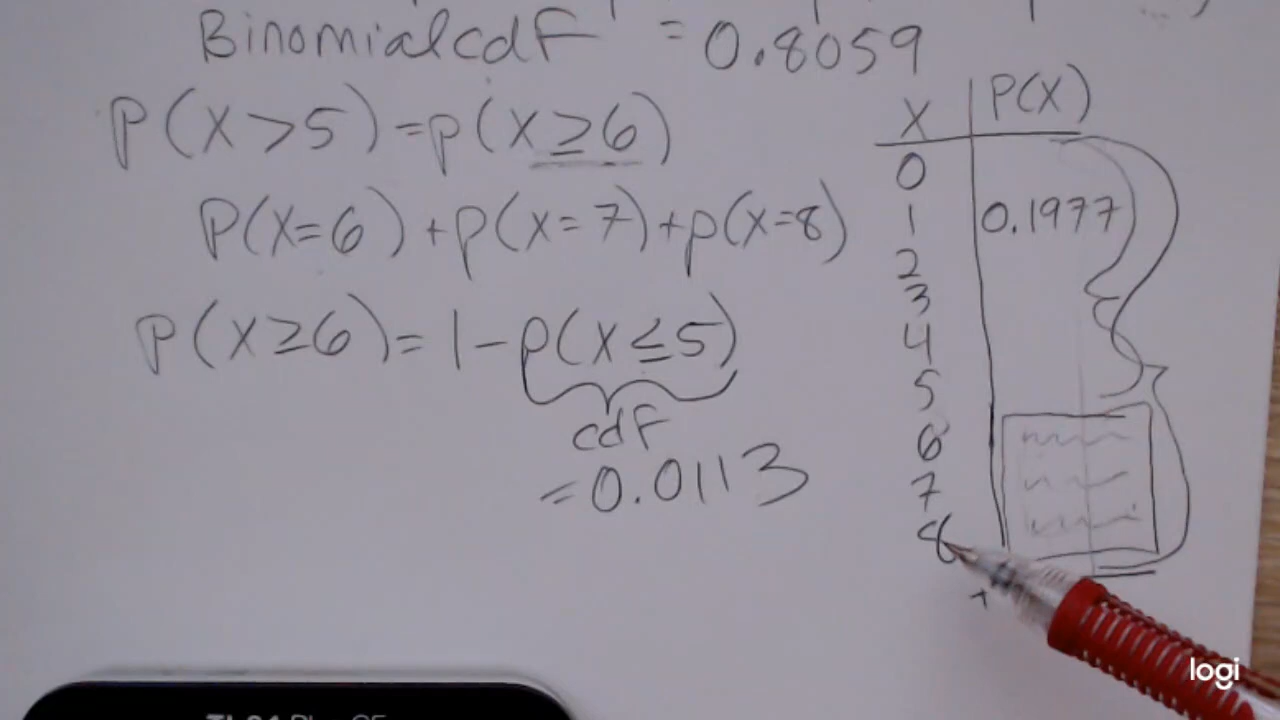 Binomialcdf = 0.8059
P(X>5) = P(X≥6)
P(X=6) + P(X=7) + P(X=8)
P(X≥6) = 1 - P(X≤5)
cdf
= 0.0113
X P(X)
0
1 0.1977
2
3
4
5
6
7
8
+
logi